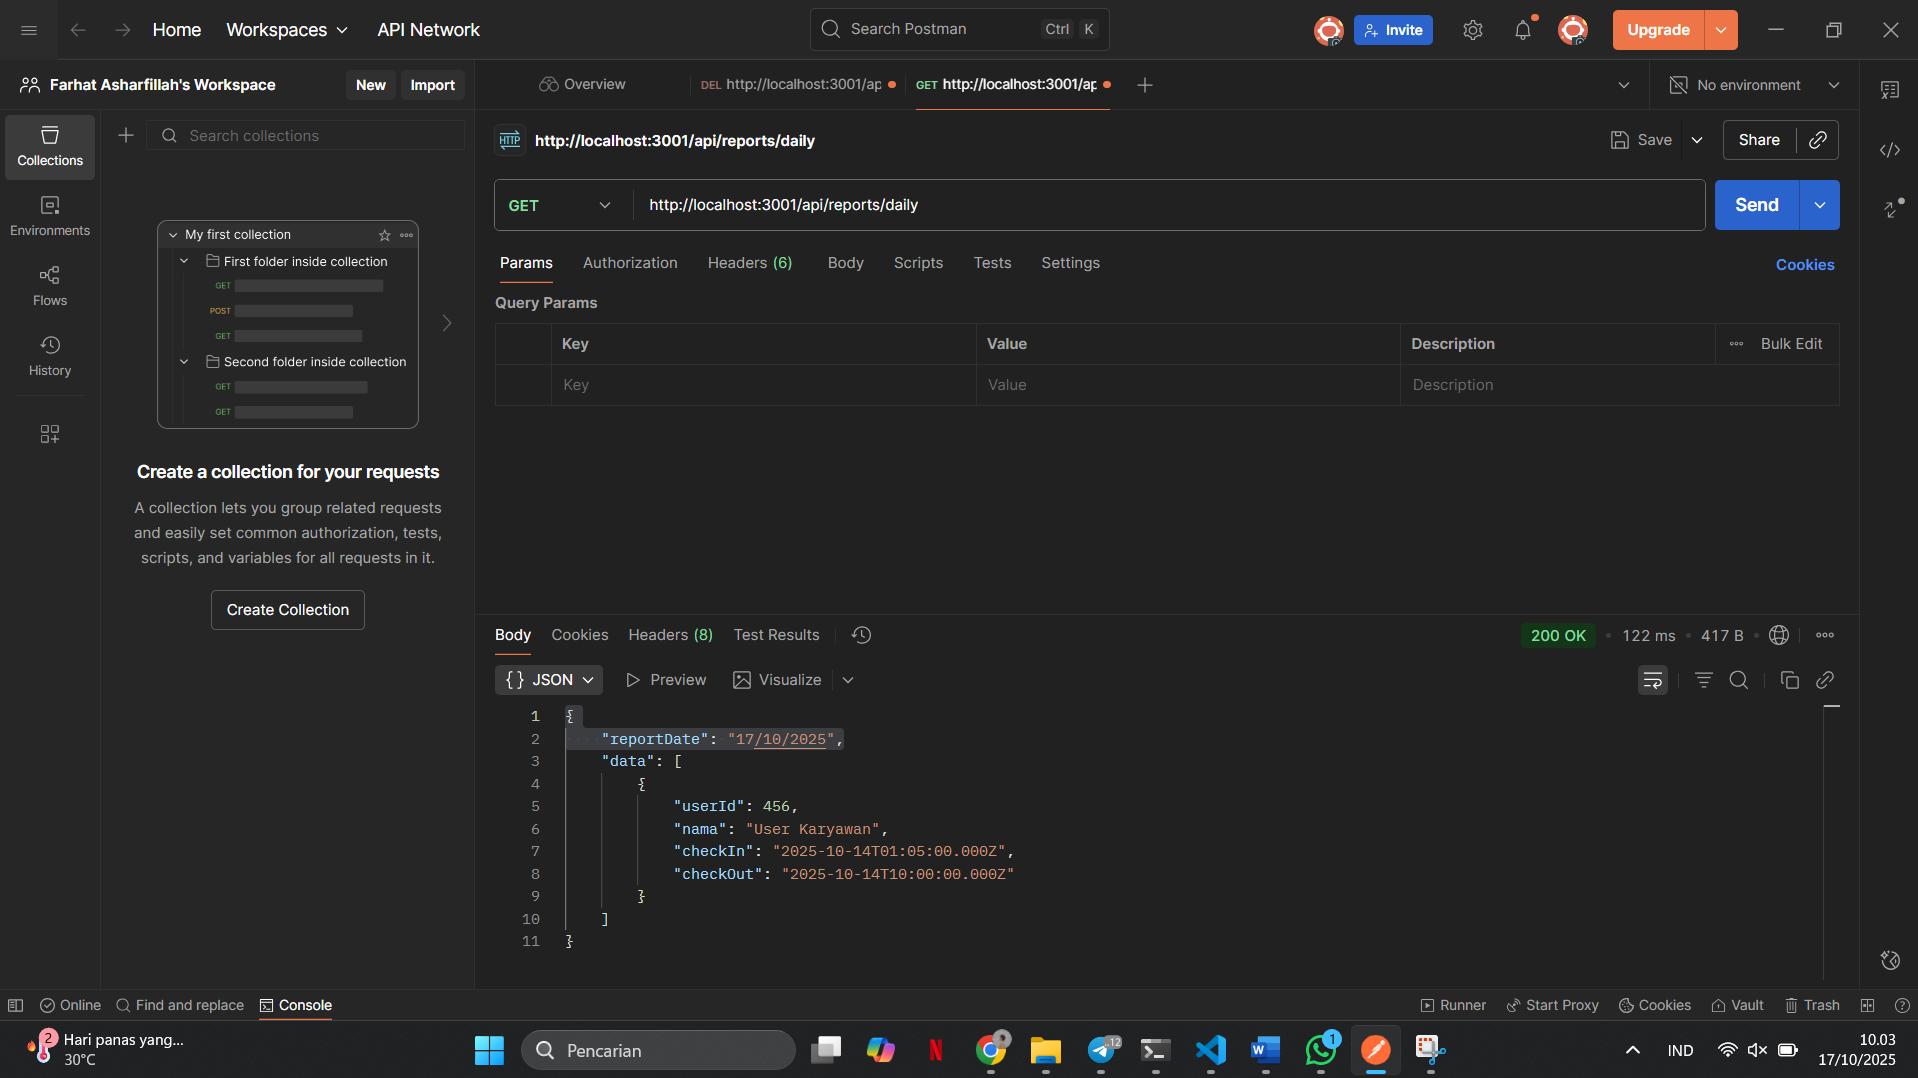 Home
Workspaces
API Network
Search Postman
Ctrl
K
Invite
Upgrade
Farhat Asharfillah's Workspace
New
Import
Overview
DEL http://localhost:3001/ap
GET http://localhost:3001/ap
No environment
Collections
Environments
Flows
History
Search collections
My first collection
First folder inside collection
GET
POST
GET
Second folder inside collection
GET
GET
Create a collection for your requests
A collection lets you group related requests
and easily set common authorization, tests,
scripts, and variables for all requests in it.
Create Collection
HTTP
http://localhost:3001/api/reports/daily
Save
Share
GET
http://localhost:3001/api/reports/daily
Send
Params
Authorization
Headers (6)
Body
Scripts
Tests
Settings
Cookies
Query Params
Key
Value
Description
Bulk Edit
Key
Value
Description
Body
Cookies
Headers (8)
Test Results
200 OK
122 ms
417 B
{} JSON
Preview
Visualize
1 {
2 "reportDate": "17/10/2025",
3 "data": [
4 {
5 "userId": 456,
6 "nama": "User Karyawan",
7 "checkIn": "2025-10-14T01:05:00.000Z",
8 "checkOut": "2025-10-14T10:00:00.000Z"
9 }
10 ]
11 }
Online
Find and replace
Console
Runner
Start Proxy
Cookies
Vault
Trash
2
Hari panas yang...
30°C
Pencarian
N
12
W
1
IND
10.03
17/10/2025